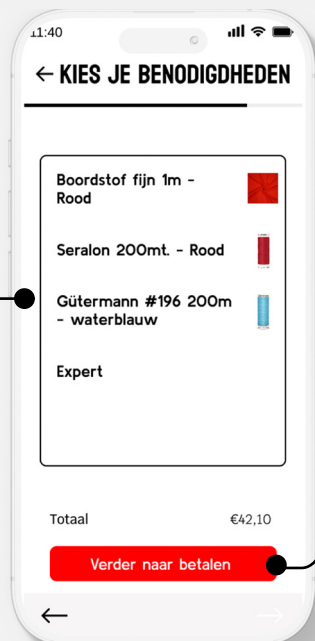 11:40
KIES JE BENODIGDHEDEN
Boordstof fijn 1m -
Rood
Seralon 200mt. - Rood
Gütermann #196 200m
- waterblauw
Expert
Totaal €42,10
Verder naar betalen